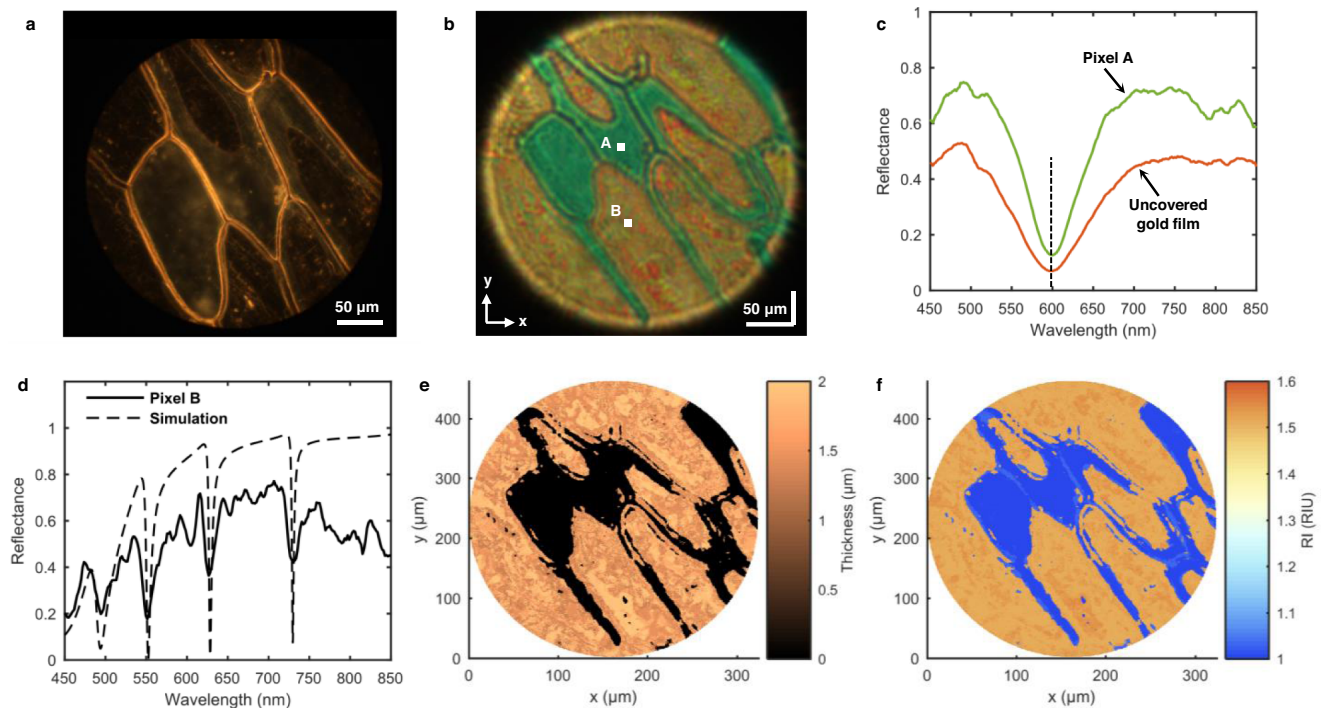 a
50 µm
b
A
B
y
x
50 µm
c
Reflectance
1
0.8
0.6
0.4
0.2
0
Pixel A
Uncovered
gold film
450 500 550 600 650 700 750 800 850
Wavelength (nm)
d
Pixel B
Simulation
Reflectance
1
0.8
0.6
0.4
0.2
0
450 500 550 600 650 700 750 800 850
Wavelength (nm)
e
y (µm)
400
300
200
100
0
0 100 200 300
x (µm)
Thickness (µm)
2
1.5
1
0.5
0
f
y (µm)
400
300
200
100
0
0 100 200 300
x (µm)
RI (RIU)
1.6
1.5
1.4
1.3
1.2
1.1
1